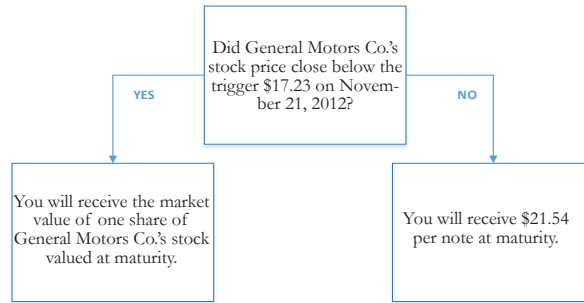 Did General Motors Co.'s
stock price close below the
trigger $17.23 on Novem-
ber 21, 2012?
YES
NO
You will receive the market
value of one share of
General Motors Co.'s stock
valued at maturity.
You will receive $21.54
per note at maturity.